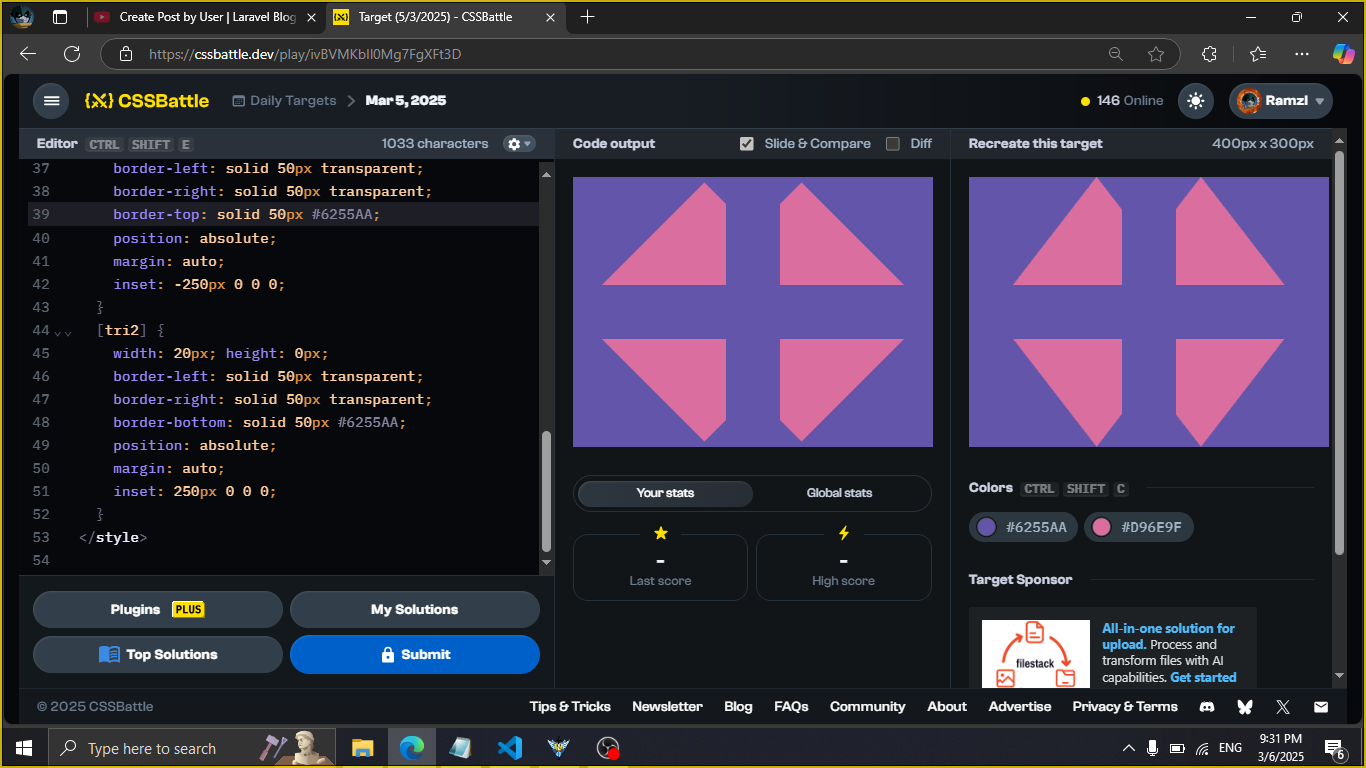 Create Post by User | Laravel Blog
Target (5/3/2025) - CSSBattle
https://cssbattle.dev/play/ivBVMKbIl0Mg7FgXFt3D
{X} CSSBattle
Daily Targets > Mar 5, 2025
146 Online
Ramzl
Editor CTRL SHIFT E
1033 characters
Code output
Slide & Compare
Diff
Recreate this target
400px x 300px
37 border-left: solid 50px transparent;
38 border-right: solid 50px transparent;
39 border-top: solid 50px #6255AA;
40 position: absolute;
41 margin: auto;
42 inset: -250px 0 0 0;
43 }
44 [tri2] {
45 width: 20px; height: 0px;
46 border-left: solid 50px transparent;
47 border-right: solid 50px transparent;
48 border-bottom: solid 50px #6255AA;
49 position: absolute;
50 margin: auto;
51 inset: 250px 0 0 0;
52 }
53 </style>
54
Your stats
Global stats
-
Last score
-
High score
Colors CTRL SHIFT C
#6255AA
#D96E9F
Target Sponsor
filestack
All-in-one solution for
upload. Process and
transform files with AI
capabilities. Get started
Plugins PLUS
My Solutions
Top Solutions
Submit
© 2025 CSSBattle
Tips & Tricks
Newsletter
Blog
FAQs
Community
About
Advertise
Privacy & Terms
Type here to search
ENG
9:31 PM
3/6/2025
6